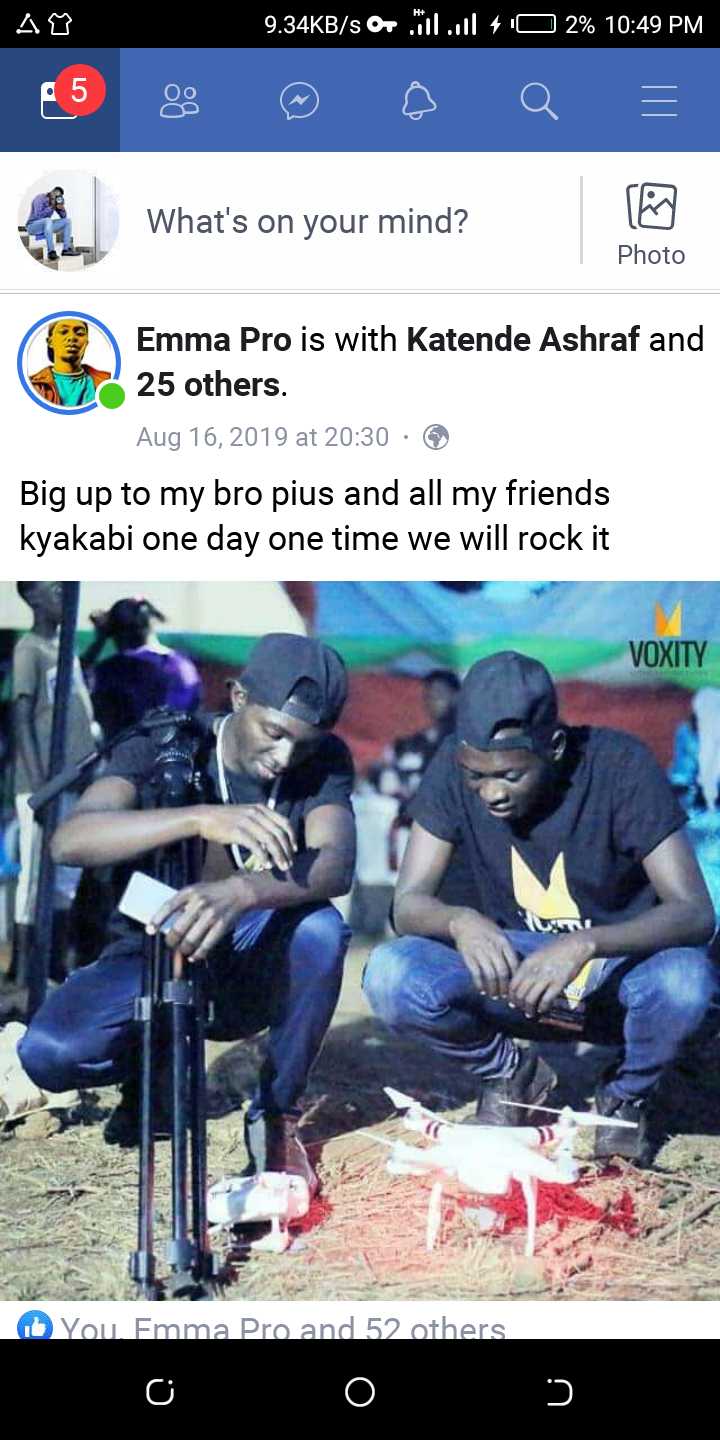 9.34KB/s H+ 2% 10:49 PM
5
What's on your mind?
Photo
Emma Pro is with Katende Ashraf and
25 others.
Aug 16, 2019 at 20:30 ·
Big up to my bro pius and all my friends
kyakabi one day one time we will rock it
VOXITY
You, Emma Pro and 52 others